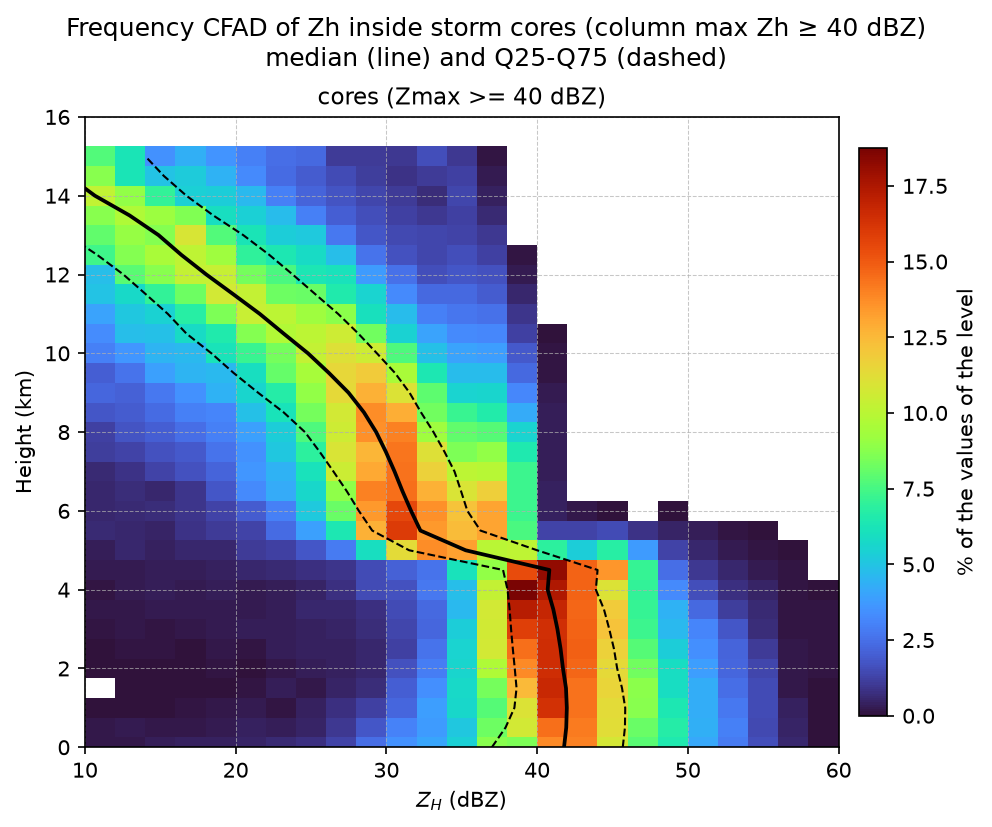 Frequency CFAD of Zh inside storm cores (column max Zh ≥ 40 dBZ)
median (line) and Q25-Q75 (dashed)
cores (Zmax >= 40 dBZ)
16
14
12
10
8
6
4
2
0
Height (km)
10 20 30 40 50 60
Z_H (dBZ)
17.5
15.0
12.5
10.0
7.5
5.0
2.5
0.0
% of the values of the level